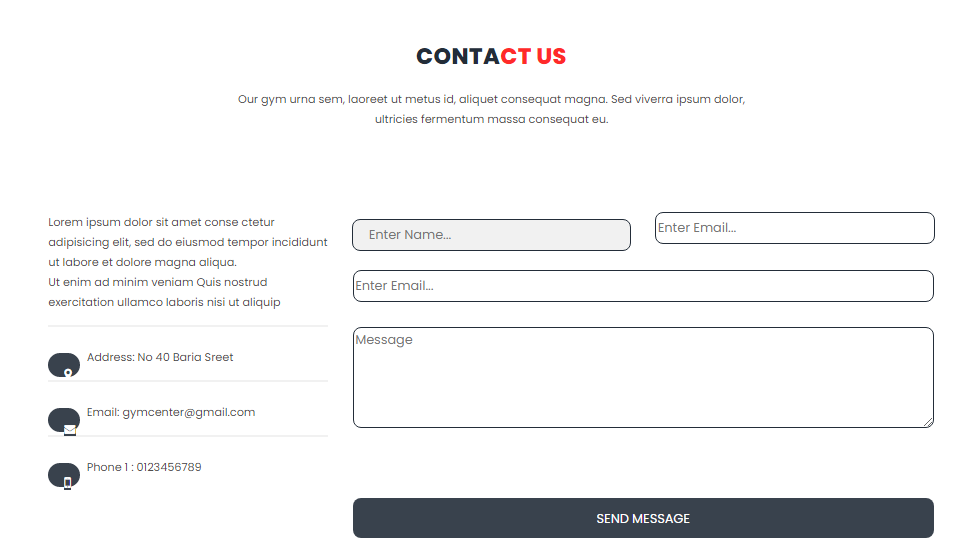 CONTACT US
Our gym urna sem, laoreet ut metus id, aliquet consequat magna. Sed viverra ipsum dolor,
ultricies fermentum massa consequat eu.
Lorem ipsum dolor sit amet conse ctetur
adipisicing elit, sed do eiusmod tempor incididunt
ut labore et dolore magna aliqua.
Ut enim ad minim veniam Quis nostrud
exercitation ullamco laboris nisi ut aliquip
Address: No 40 Baria Sreet
Email: gymcenter@gmail.com
Phone 1 : 0123456789
Enter Name...
Enter Email...
Enter Email...
Message
SEND MESSAGE